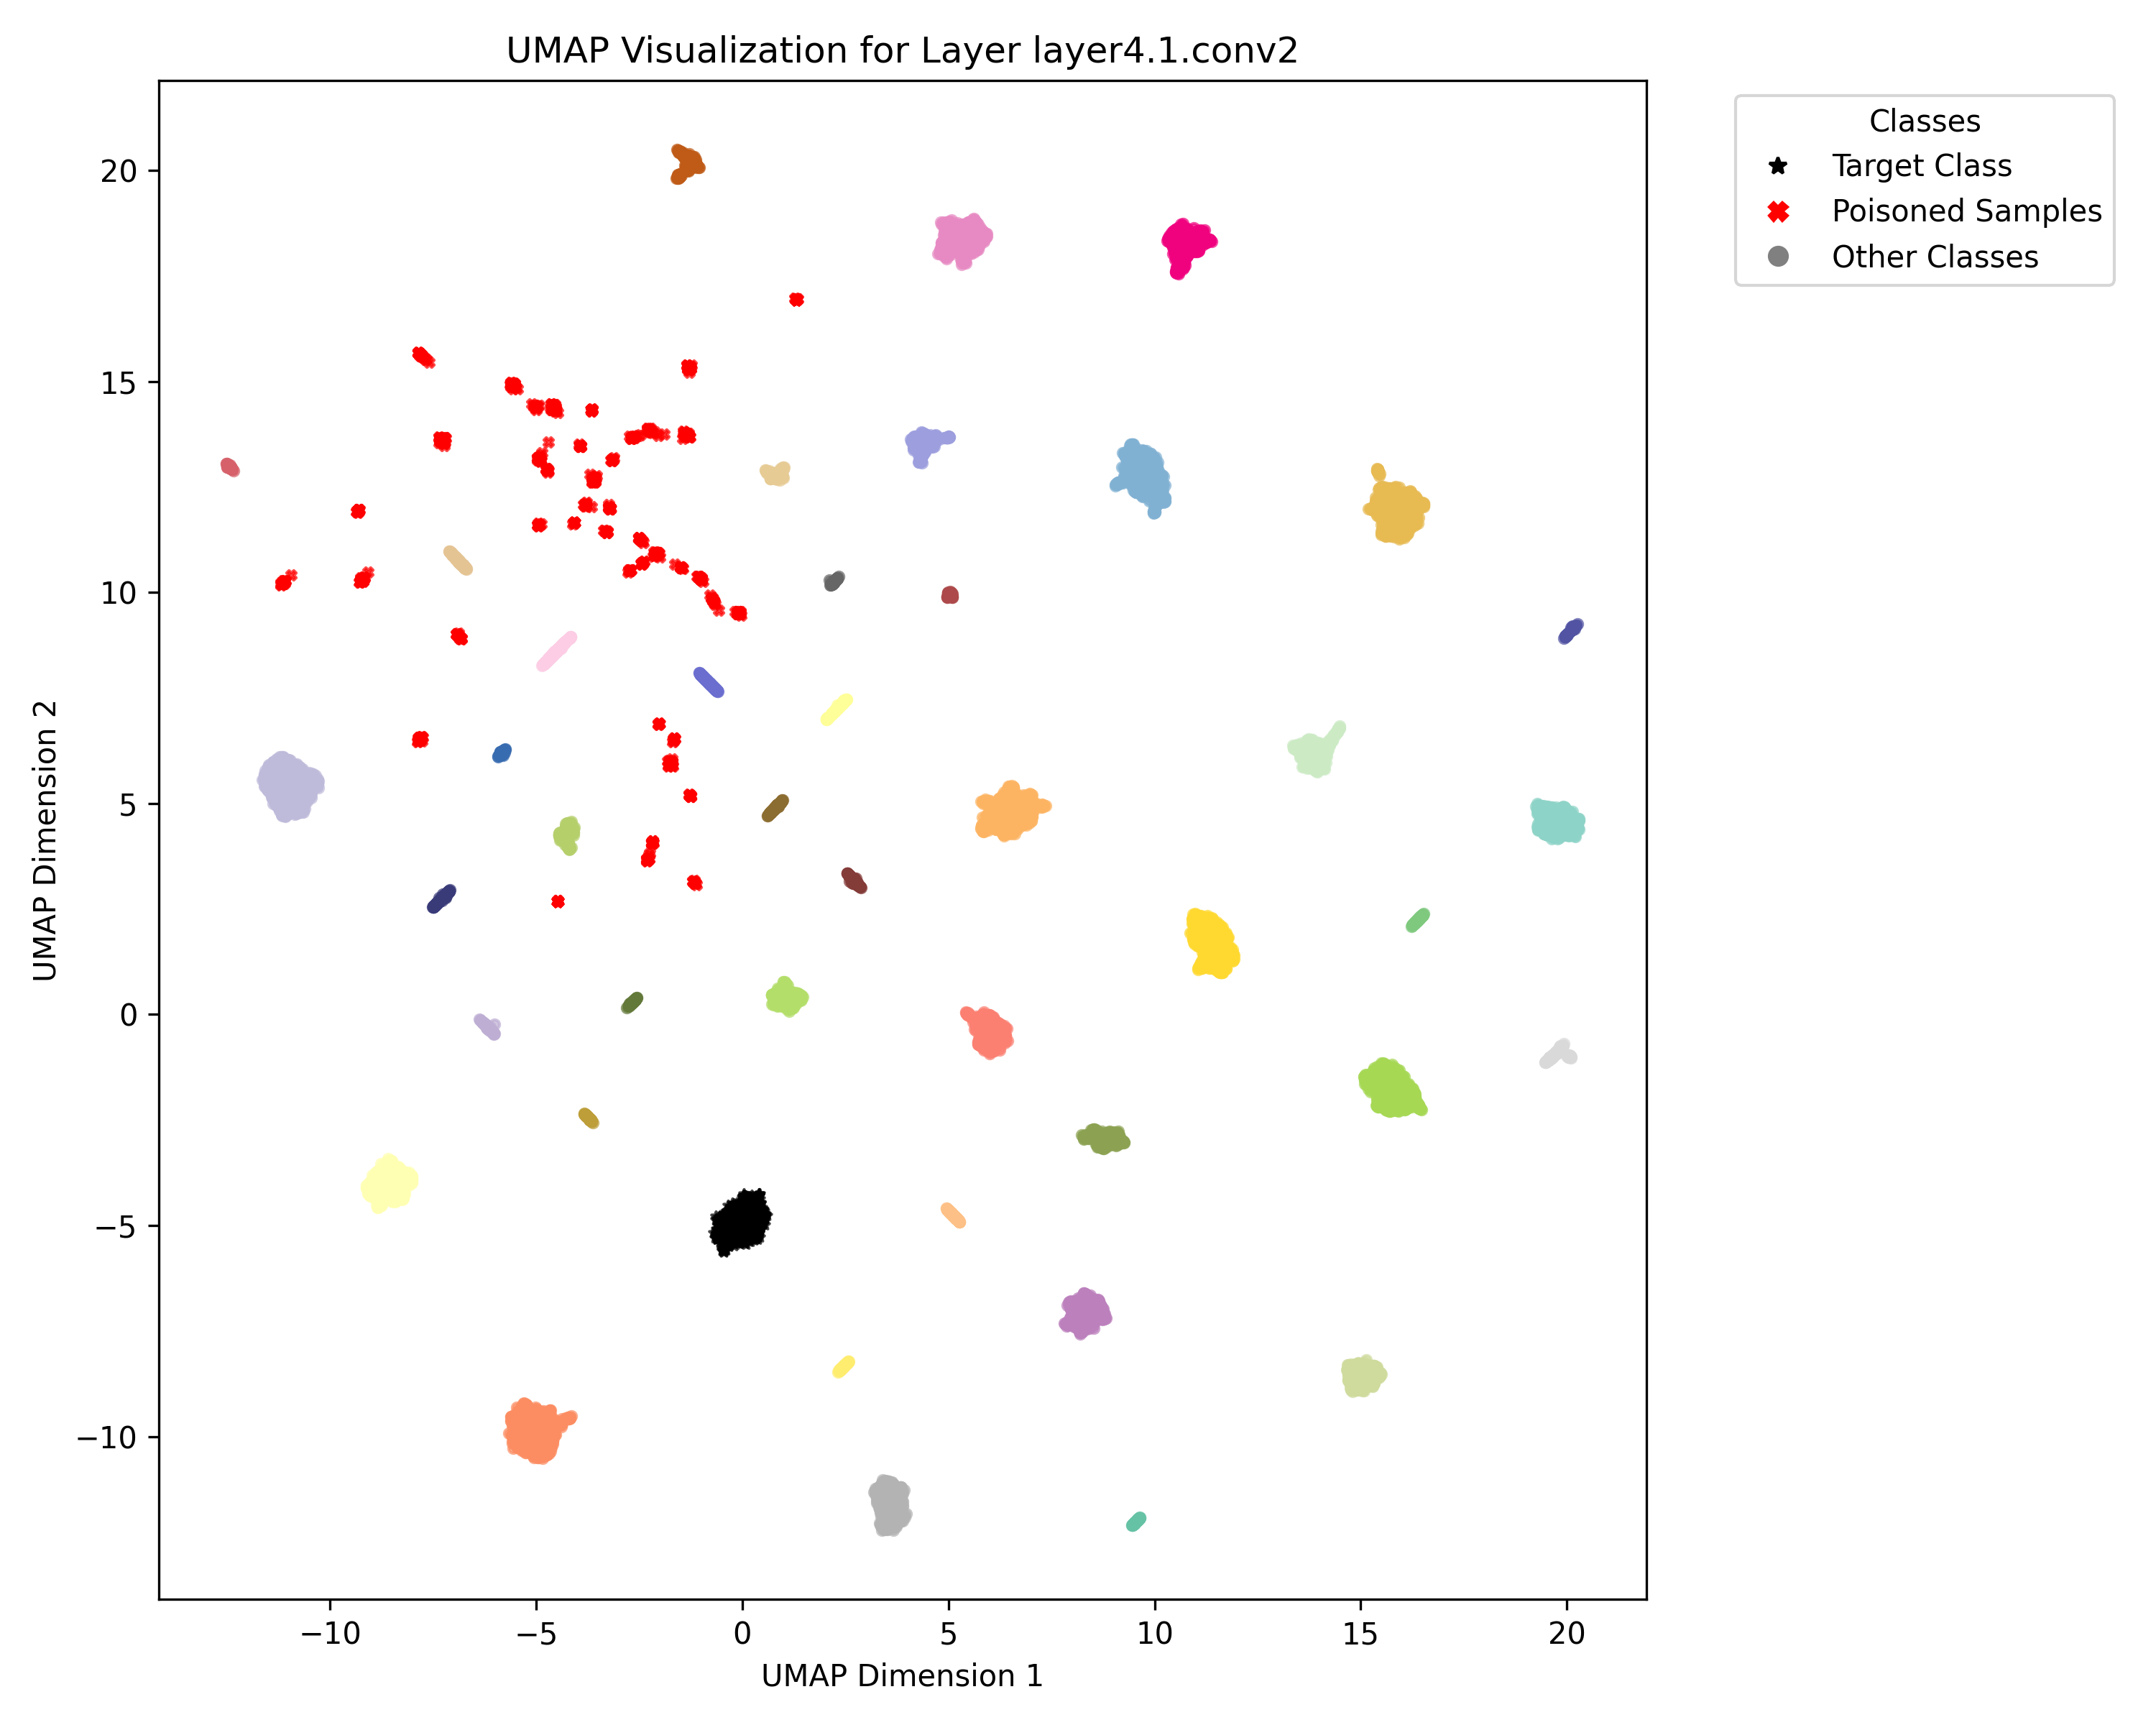 UMAP Visualization for Layer layer4.1.conv2
Classes
Target Class
Poisoned Samples
Other Classes
UMAP Dimension 2
20
15
10
5
0
−5
−10
−10
−5
0
5
10
15
20
UMAP Dimension 1